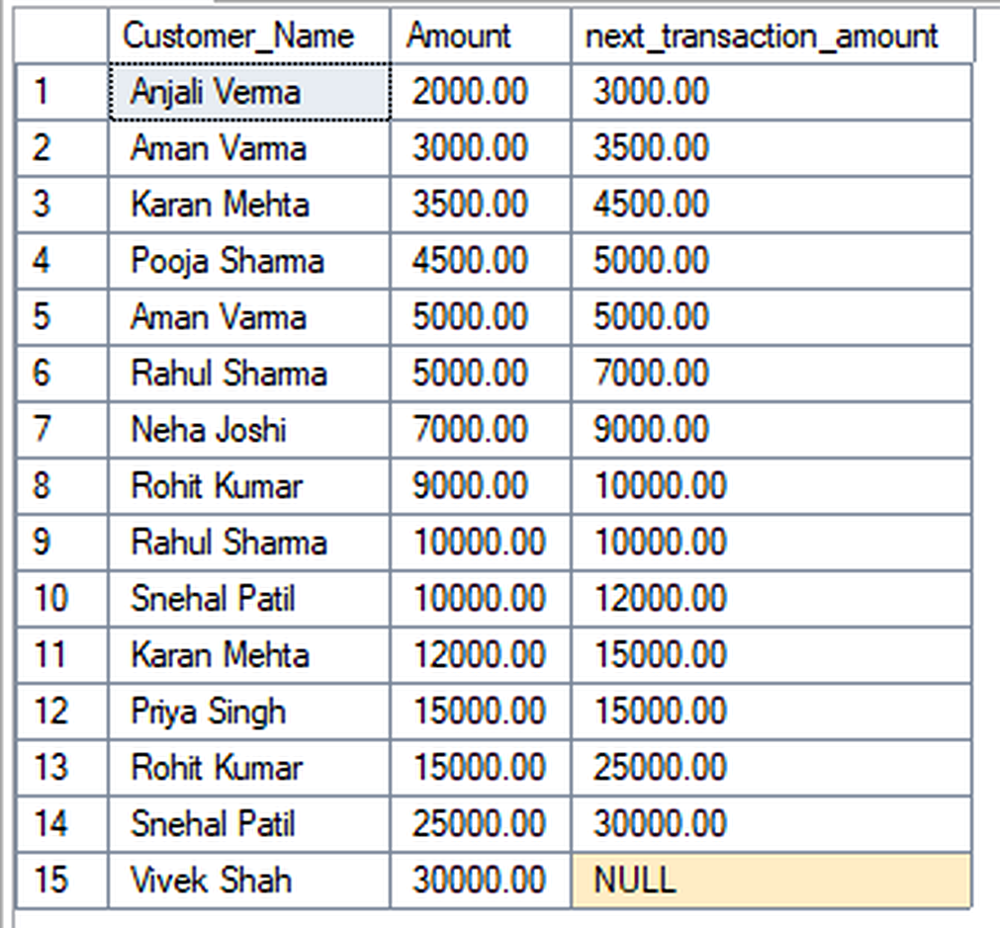 Customer_Name Amount next_transaction_amount
1 Anjali Verma 2000.00 3000.00
2 Aman Varma 3000.00 3500.00
3 Karan Mehta 3500.00 4500.00
4 Pooja Sharma 4500.00 5000.00
5 Aman Varma 5000.00 5000.00
6 Rahul Sharma 5000.00 7000.00
7 Neha Joshi 7000.00 9000.00
8 Rohit Kumar 9000.00 10000.00
9 Rahul Sharma 10000.00 10000.00
10 Snehal Patil 10000.00 12000.00
11 Karan Mehta 12000.00 15000.00
12 Priya Singh 15000.00 15000.00
13 Rohit Kumar 15000.00 25000.00
14 Snehal Patil 25000.00 30000.00
15 Vivek Shah 30000.00 NULL